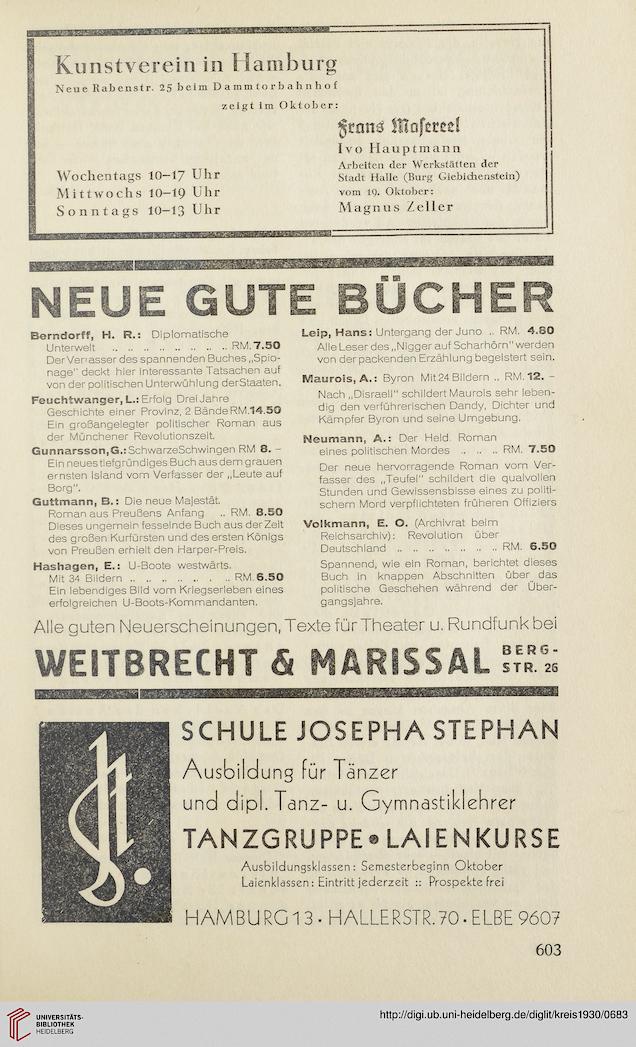 Kunstverein in Hamburg
Neue Rabenstr. 25 beim Dammtorbahnhof
zeigt im Oktober:
Frans Masereel
Ivo Hauptmann
Arbeiten der Werkstätten der
Stadt Halle (Burg Giebichenstein)
vom 19. Oktober:
Magnus Zeller
Wochentags 10–17 Uhr
Mittwochs 10–19 Uhr
Sonntags 10–13 Uhr
NEUE GUTE BÜCHER
Berndorff, H. R.: Diplomatische
Unterwelt .. .. .. .. .. .. .. .. RM. 7.50
Der Verfasser des spannenden Buches „Spio-
nage" deckt hier interessante Tatsachen auf
von der politischen Unterwühlung der Staaten.
Feuchtwanger, L.: Erfolg Drei Jahre
Geschichte einer Provinz, 2 Bände RM. 14.50
Ein großangelegter politischer Roman aus
der Münchener Revolutionszeit.
Gunnarsson, G.: Schwarze Schwingen RM 8. –
Ein neues tiefgründiges Buch aus dem grauen
ernsten Island vom Verfasser der „Leute auf
Borg".
Guttmann, B.: Die neue Majestät.
Roman aus Preußens Anfang .. RM. 8.50
Dieses ungemein fesselnde Buch aus der Zeit
des großen Kurfürsten und des ersten Königs
von Preußen erhielt den Harper-Preis.
Hashagen, E.: U-Boote westwärts.
Mit 34 Bildern .. .. .. .. .. .. .. RM. 6.50
Ein lebendiges Bild vom Kriegserleben eines
erfolgreichen U-Boots-Kommandanten.
Leip, Hans: Untergang der Juno .. RM. 4.80
Alle Leser des „Nigger auf Scharhörn" werden
von der packenden Erzählung begeistert sein.
Maurois, A.: Byron Mit 24 Bildern .. RM. 12. –
Nach „Disraeli" schildert Maurois sehr leben-
dig den verführerischen Dandy, Dichter und
Kämpfer Byron und seine Umgebung.
Neumann, A.: Der Held. Roman
eines politischen Mordes .. .. .. RM. 7.50
Der neue hervorragende Roman vom Ver-
fasser des „Teufel" schildert die qualvollen
Stunden und Gewissensbisse eines zu politi-
schem Mord verpflichteten früheren Offiziers
Volkmann, E. O. (Archivrat beim
Reichsarchiv): Revolution über
Deutschland .. .. .. .. .. .. .. RM. 6.50
Spannend, wie ein Roman, berichtet dieses
Buch in knappen Abschnitten über das
politische Geschehen während der Über-
gangsjahre.
Alle guten Neuerscheinungen, Texte für Theater u. Rundfunk bei
WEITBRECHT & MARISSAL BERG-
STR. 26
SCHULE JOSEPHA STEPHAN
Ausbildung für Tänzer
und dipl. Tanz- u. Gymnastiklehrer
TANZGRUPPE • LAIENKURSE
Ausbildungsklassen: Semesterbeginn Oktober
Laienklassen: Eintritt jederzeit :: Prospekte frei
HAMBURG 13 • HALLERSTR. 70 • ELBE 9607
603
UNIVERSITÄTS-
BIBLIOTHEK
HEIDELBERG
http://digi.ub.uni-heidelberg.de/diglit/kreis1930/0683